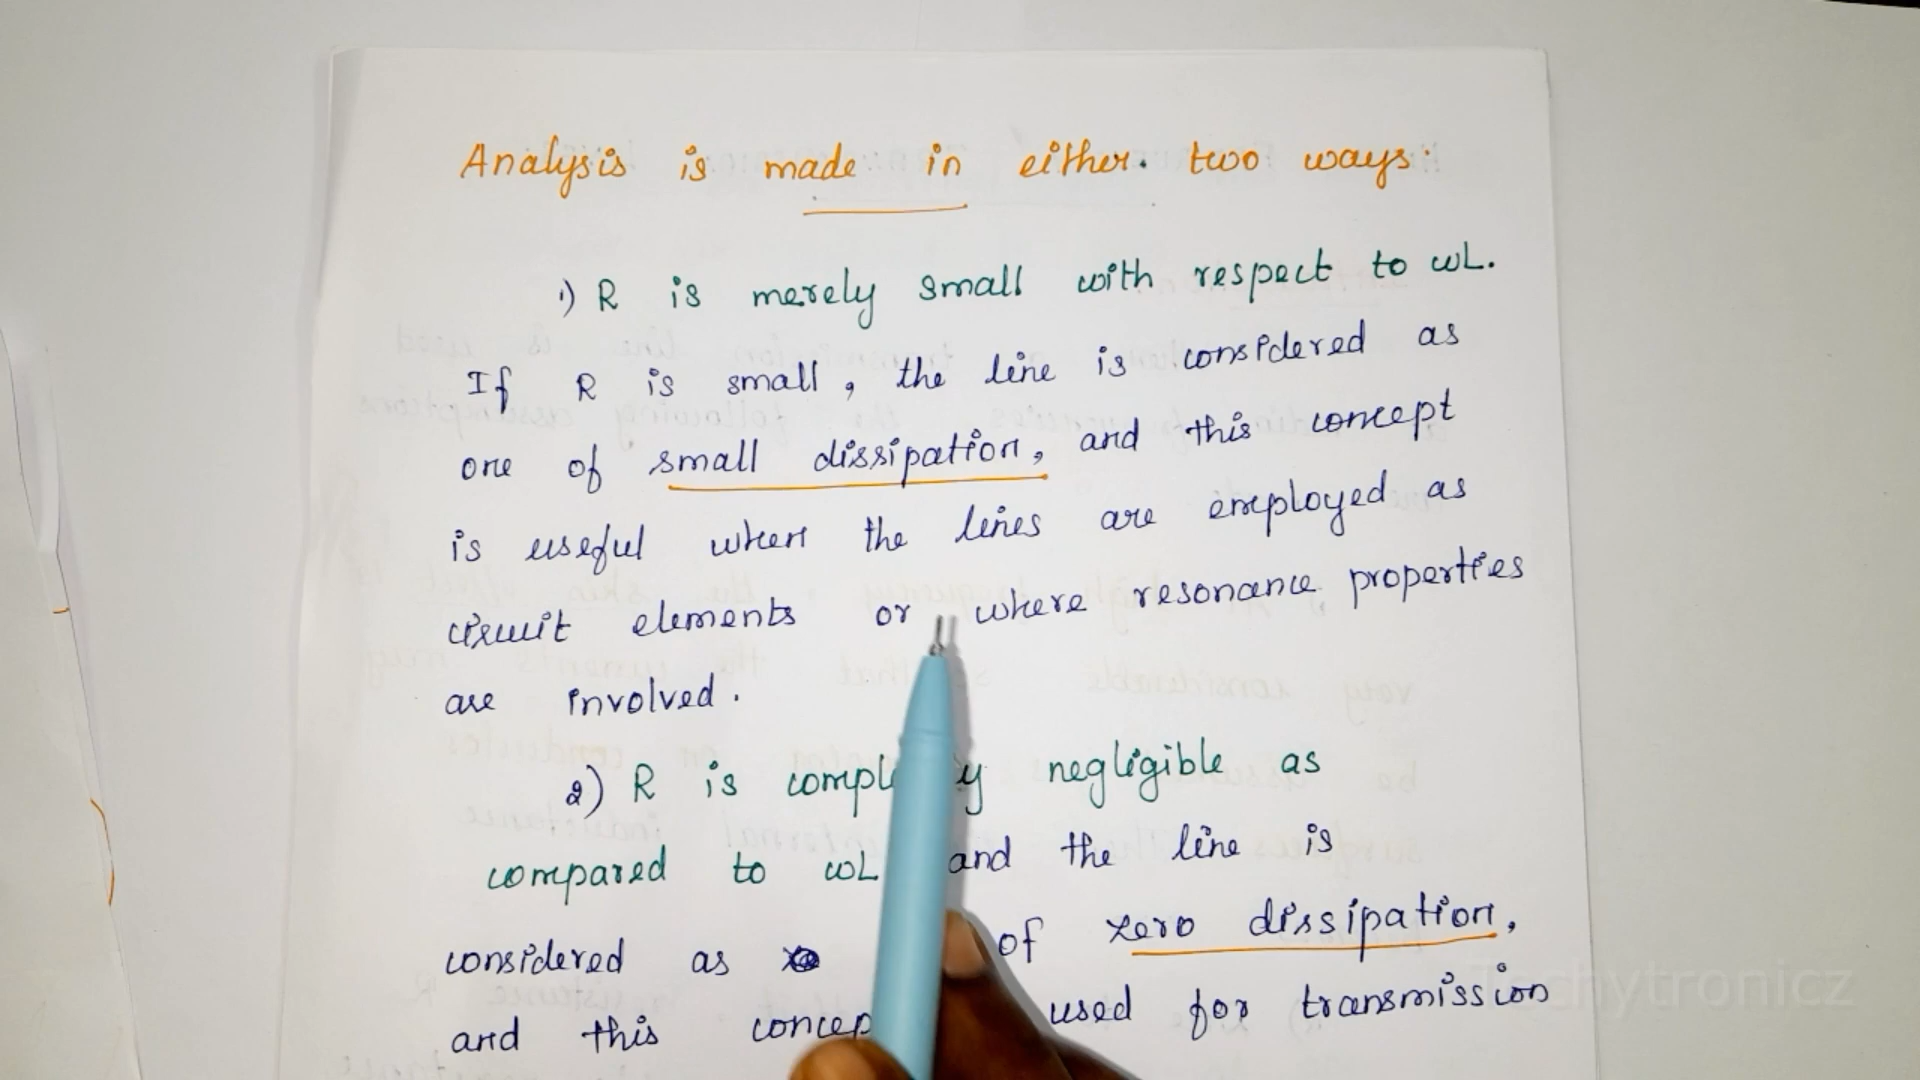 Analysis is made in either. two ways.
1) R is merely small with respect to ωL.
If R is small, the line is considered as
one of small dissipation, and this concept
is useful when the lines are employed as
circuit elements or where resonance properties
are involved.
2) R is negligible as
compared to ωL and the line is
considered as of zero dissipation,
and this used for transmission
Techytronicz